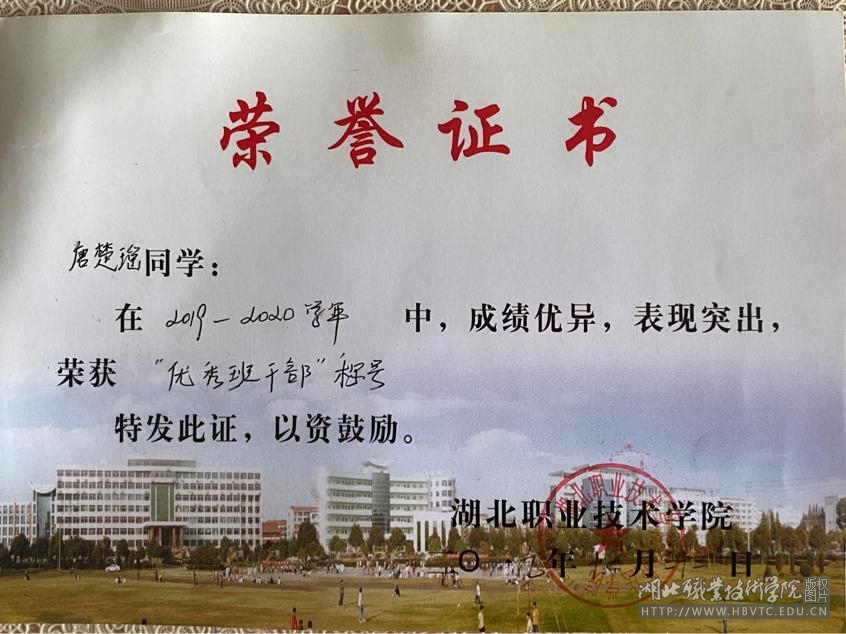 荣誉证书
唐楚瑶同学：
在 2019－2020学年 中，成绩优异，表现突出，
荣获 “优秀班干部”称号
特发此证，以资鼓励。
湖北职业技术学院
年 月 日
湖北職業技術学院 版权图片
HTTP://WWW.HBVTC.EDU.CN